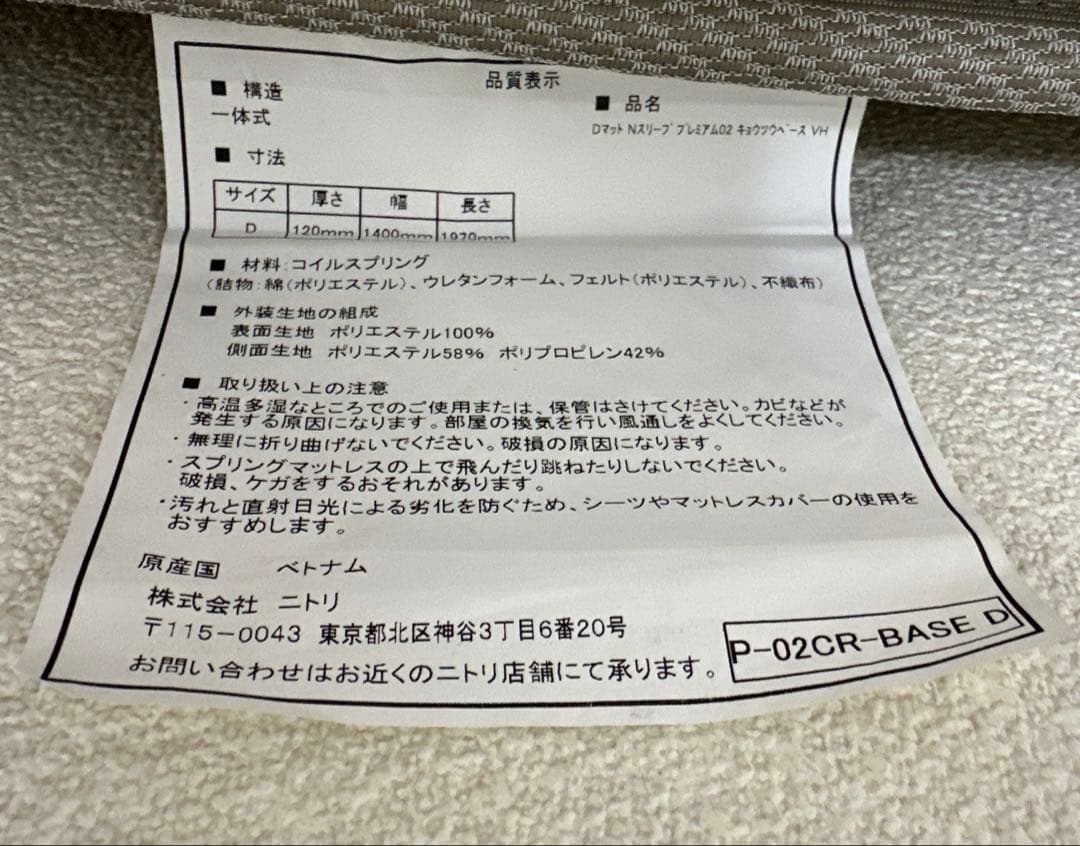 品質表示
■ 構造
一体式
■ 品名
Dマット Nスリープ プレミアム02 キョウツウベース VH
■ 寸法
サイズ 厚さ 幅 長さ
D 120mm 1400mm 1970mm
■ 材料:コイルスプリング
(詰物:綿(ポリエステル)、ウレタンフォーム、フェルト(ポリエステル)、不織布)
■ 外装生地の組成
表面生地 ポリエステル100%
側面生地 ポリエステル58% ポリプロピレン42%
■ 取り扱い上の注意
・高温多湿なところでのご使用または、保管はさけてください。カビなどが
発生する原因になります。部屋の換気を行い風通しをよくしてください。
・無理に折り曲げないでください。破損の原因になります。
・スプリングマットレスの上で飛んだり跳ねたりしないでください。
破損、ケガをするおそれがあります。
・汚れと直射日光による劣化を防ぐため、シーツやマットレスカバーの使用を
おすすめします。
原産国 ベトナム
株式会社 ニトリ
〒115-0043 東京都北区神谷3丁目6番20号
お問い合わせはお近くのニトリ店舗にて承ります。
P-02CR-BASE D